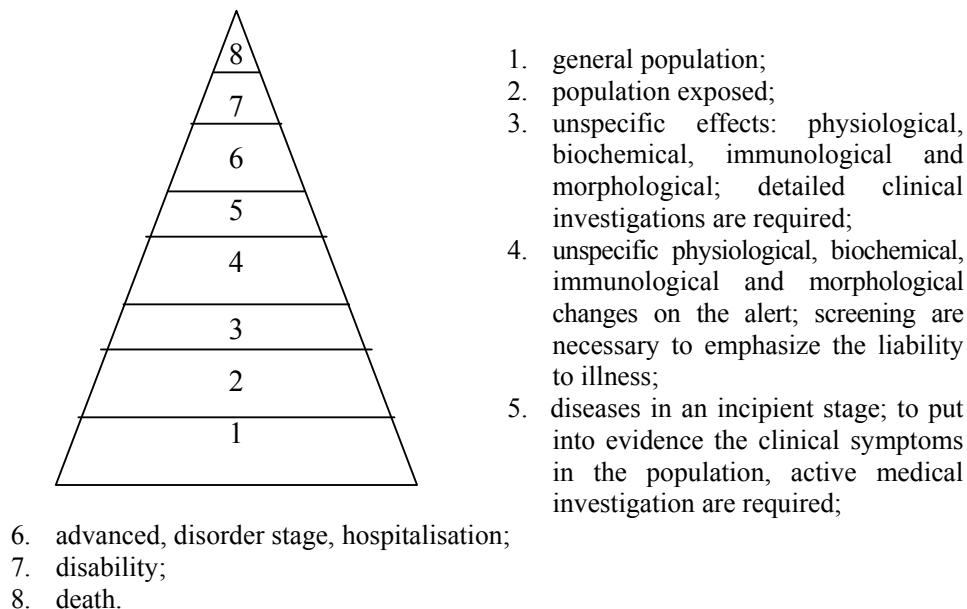 8
7
6
5
4
3
2
1
1. general population;
2. population exposed;
3. unspecific effects: physiological,
biochemical, immunological and
morphological; detailed clinical
investigations are required;
4. unspecific physiological, biochemical,
immunological and morphological
changes on the alert; screening are
necessary to emphasize the liability
to illness;
5. diseases in an incipient stage; to put
into evidence the clinical symptoms
in the population, active medical
investigation are required;
6. advanced, disorder stage, hospitalisation;
7. disability;
8. death.